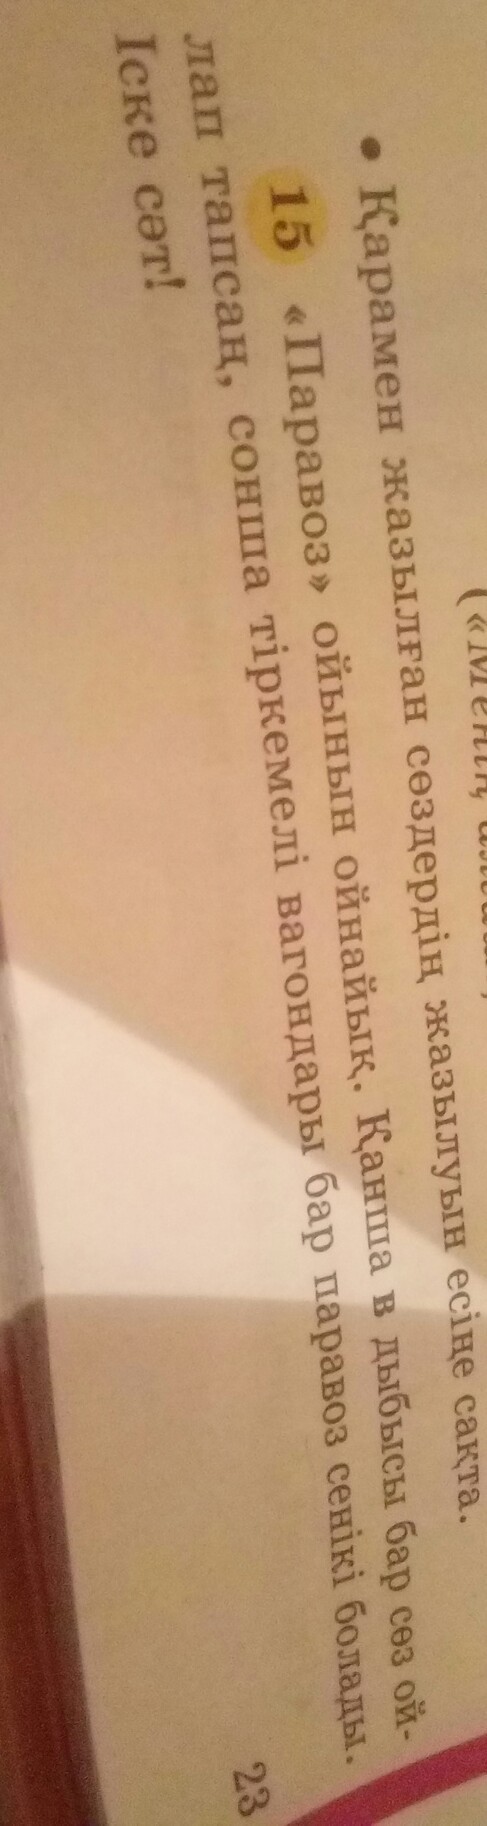 («Менің
• Қарамен жазылған сөздердің жазылуын есіңе сақта.
15 «Паравоз» ойынын ойнайық. Қанша в дыбысы бар сөз ой-
лап тапсаң, сонша тіркемелі вагондары бар паравоз сенікі болады.
Іске сәт!
23